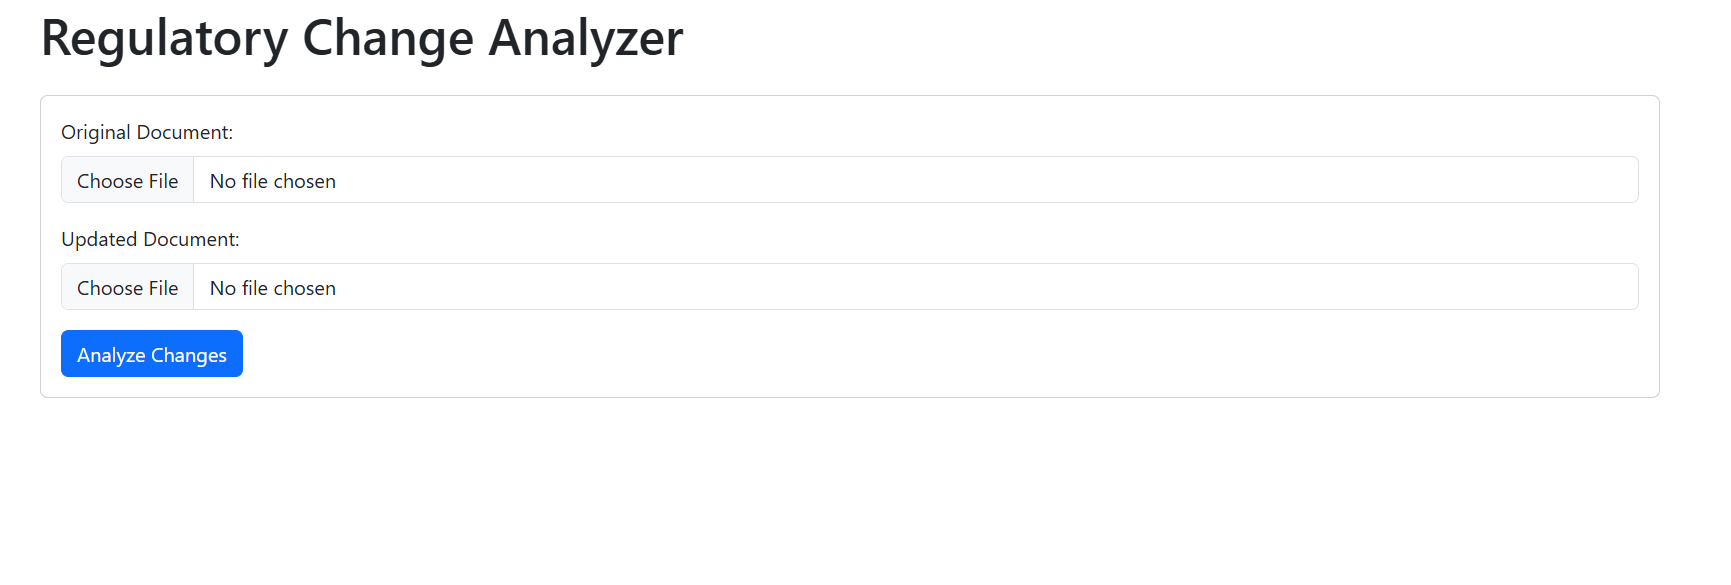 Regulatory Change Analyzer
Original Document:
Choose File No file chosen
Updated Document:
Choose File No file chosen
Analyze Changes